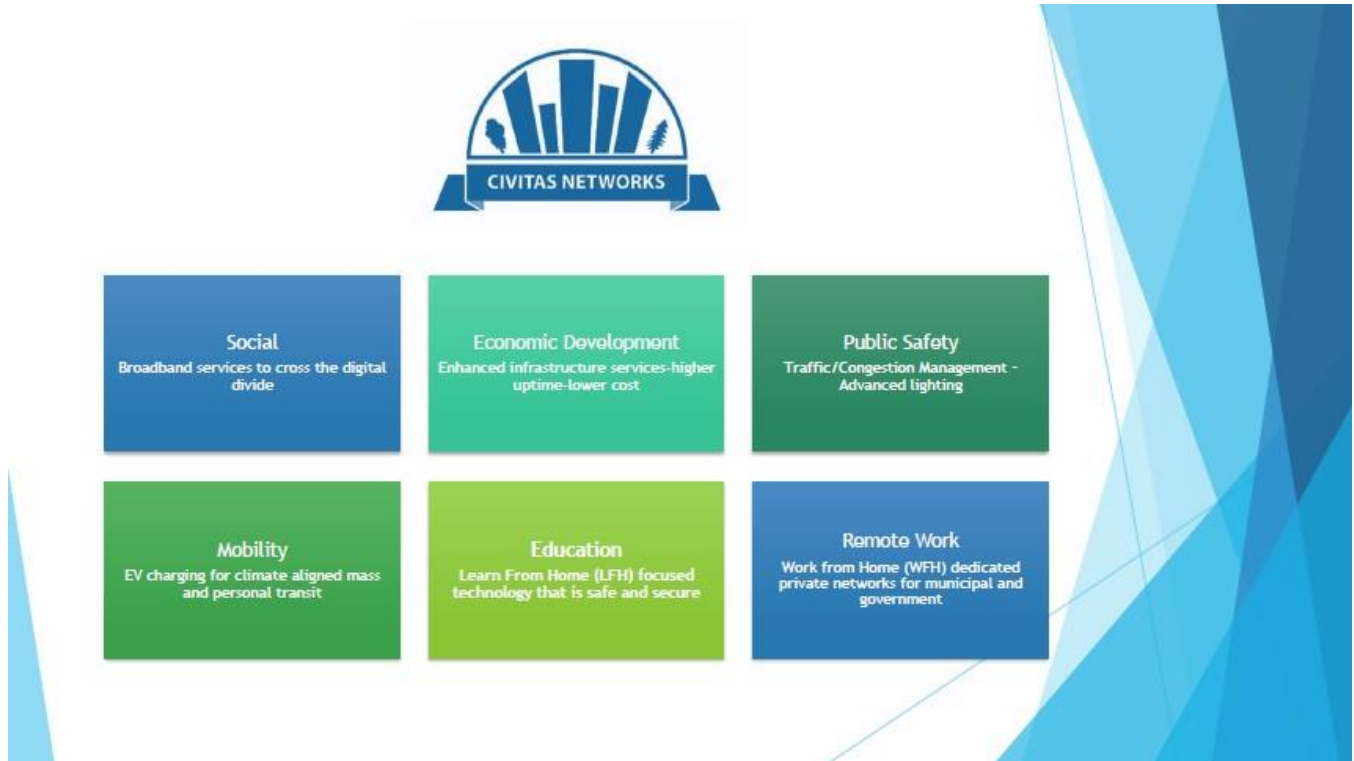 CIVITAS NETWORKS
Social
Broadband services to cross the digital
divide
Economic Development
Enhanced infrastructure services-higher
uptime-lower cost
Public Safety
Traffic/Congestion Management –
Advanced lighting
Mobility
EV charging for climate aligned mass
and personal transit
Education
Learn From Home (LFH) focused
technology that is safe and secure
Remote Work
Work from Home (WFH) dedicated
private networks for municipal and
government